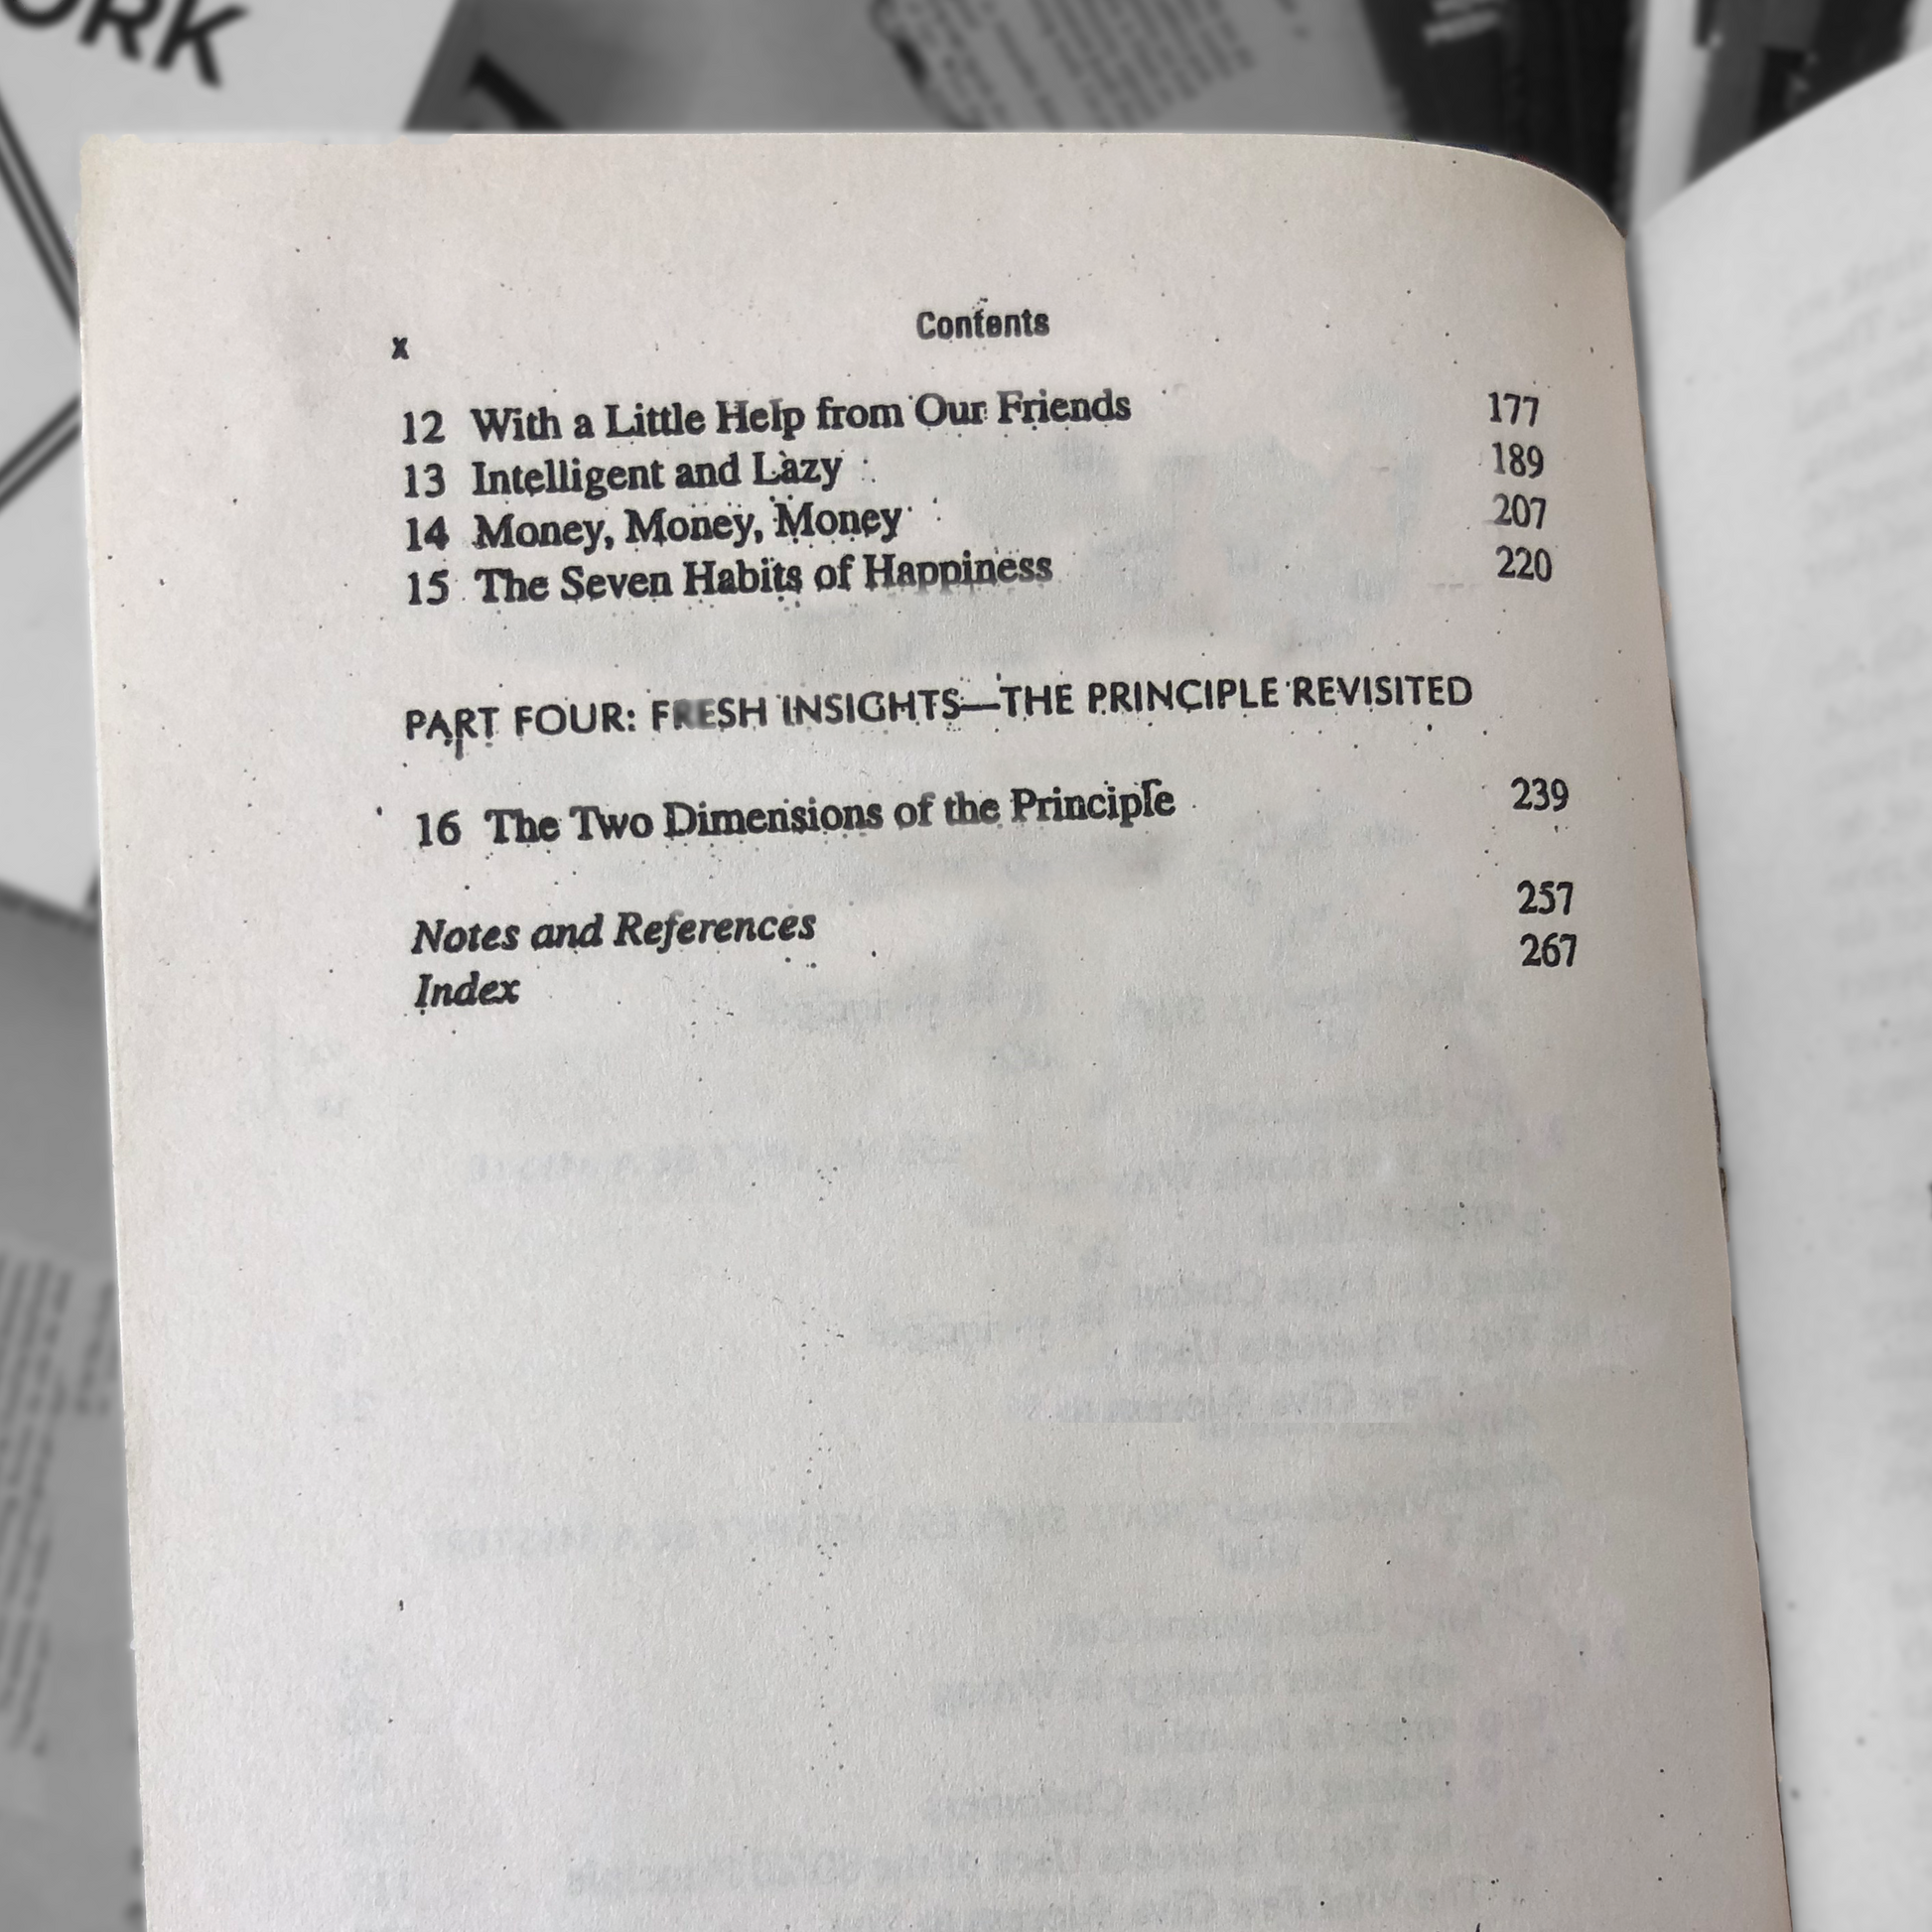 ORK
x Contents
12 With a Little Help from Our Friends 177
13 Intelligent and Lazy 189
14 Money, Money, Money 207
15 The Seven Habits of Happiness 220
PART FOUR: FRESH INSIGHTS—THE PRINCIPLE REVISITED
16 The Two Dimensions of the Principle 239
Notes and References 257
Index 267